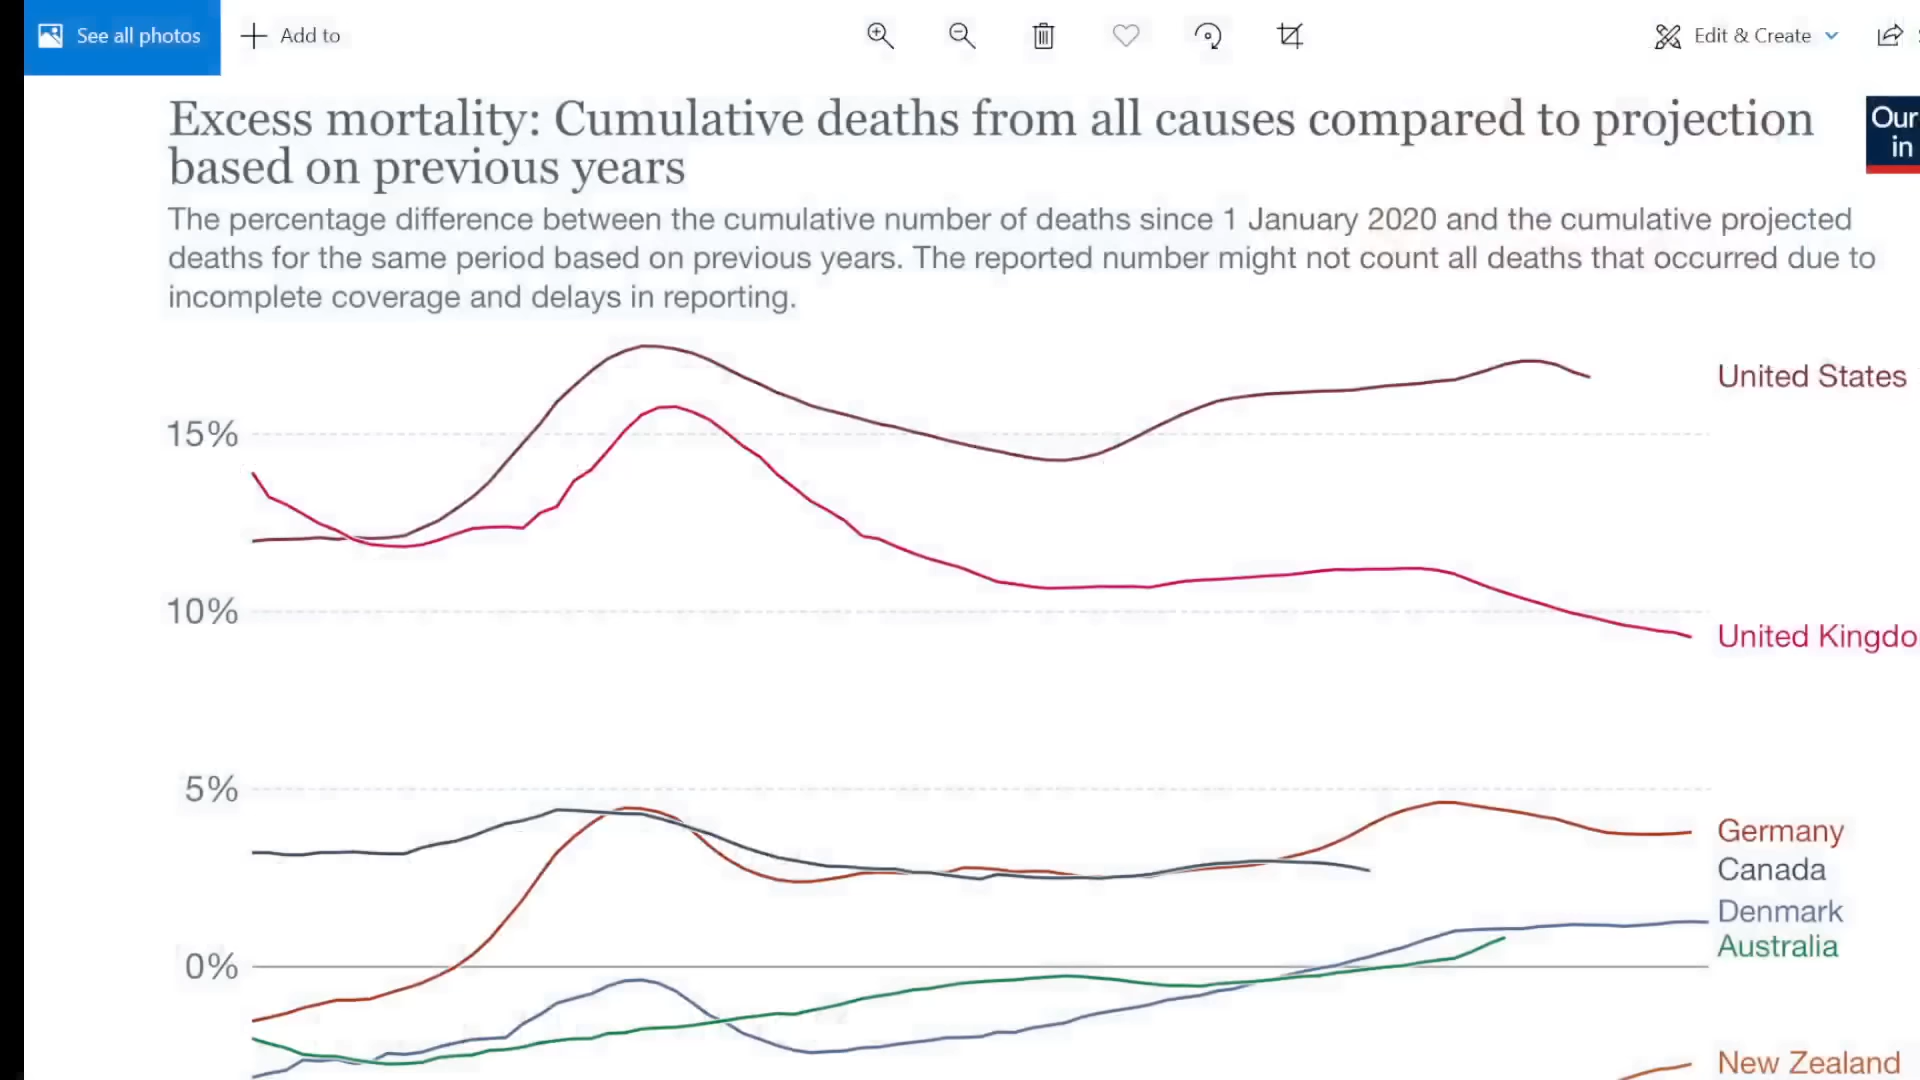 See all photos
Add to
Edit & Create
Excess mortality: Cumulative deaths from all causes compared to projection
based on previous years
Our
in
The percentage difference between the cumulative number of deaths since 1 January 2020 and the cumulative projected
deaths for the same period based on previous years. The reported number might not count all deaths that occurred due to
incomplete coverage and delays in reporting.
United States
15%
10%
United Kingdo
5%
Germany
Canada
Denmark
0%
Australia
New Zealand